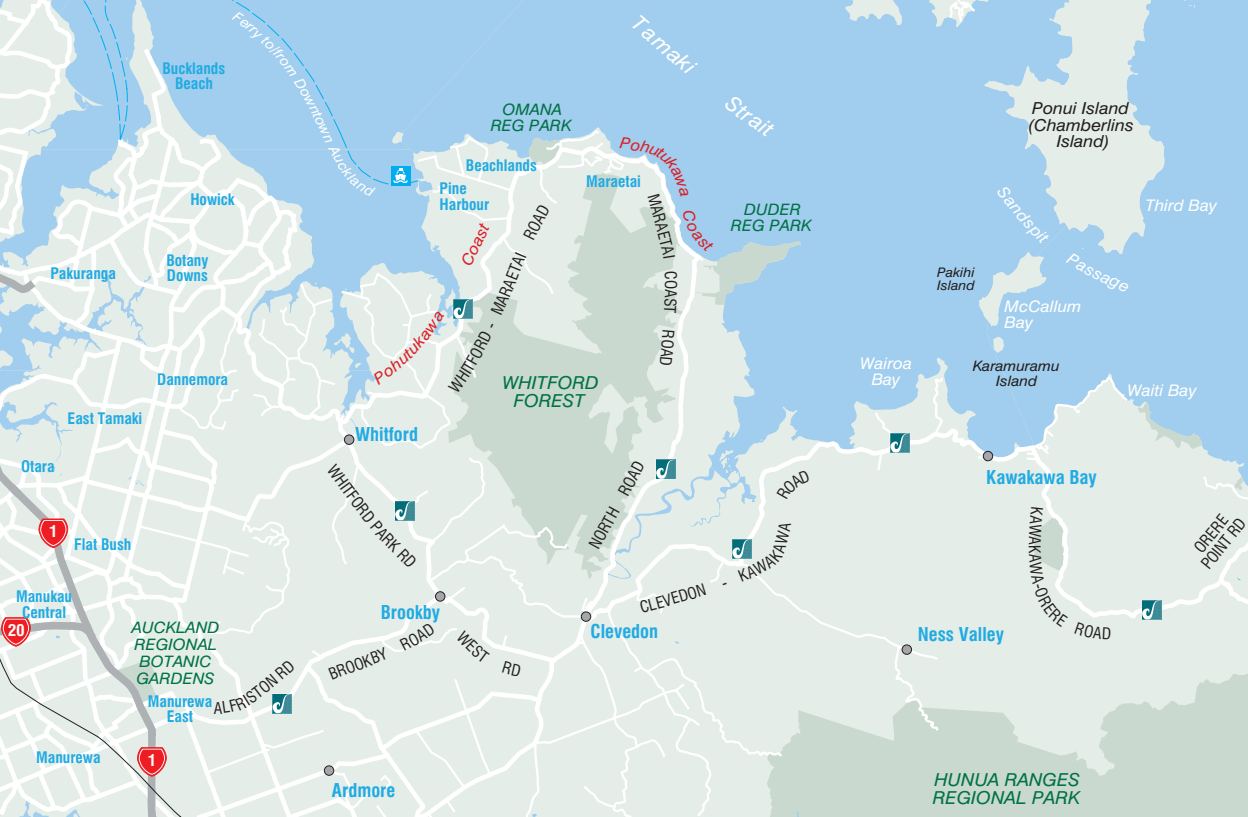 Tamaki
Strait
Ferry to/from Downtown Auckland
Bucklands
Beach
OMANA
REG PARK
Pohutukawa Coast
Ponui Island
(Chamberlins
Island)
Beachlands
Maraetai
Pine
Harbour
Howick
DUDER
REG PARK
Third Bay
Sandspit
Passage
Botany
Downs
Pakuranga
Pakihi
Island
McCallum
Bay
Pohutukawa
Coast
WHITFORD - MARAETAI ROAD
MARAETAI COAST ROAD
Dannemora
WHITFORD
FOREST
Wairoa
Bay
Karamuramu
Island
Waiti Bay
East Tamaki
Whitford
Otara
Kawakawa Bay
WHITFORD PARK RD
NORTH ROAD
1
Flat Bush
CLEVEDON - KAWAKAWA
ROAD
KAWAKAWA-ORERE ROAD
ORERE
POINT RD
Manukau
Central
20
Brookby
Clevedon
Ness Valley
AUCKLAND
REGIONAL
BOTANIC
GARDENS
BROOKBY ROAD
WEST RD
ALFRISTON RD
Manurewa
East
Manurewa
1
Ardmore
HUNUA RANGES
REGIONAL PARK